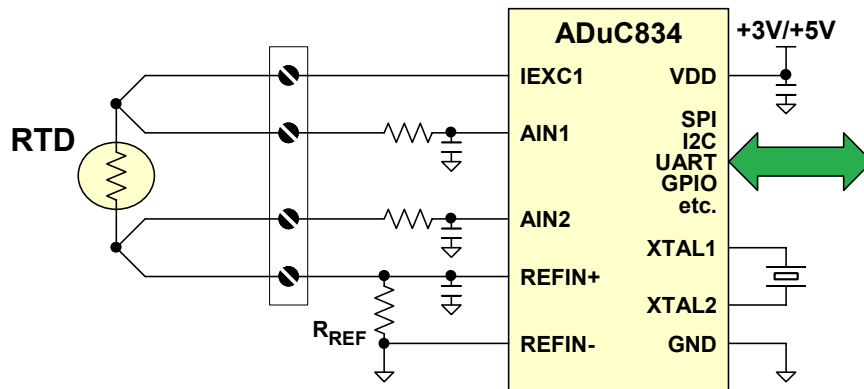 ADuC834
+3V/+5V
IEXC1
VDD
RTD
AIN1
SPI
I2C
UART
GPIO
etc.
AIN2
XTAL1
REFIN+
XTAL2
RREF
REFIN-
GND